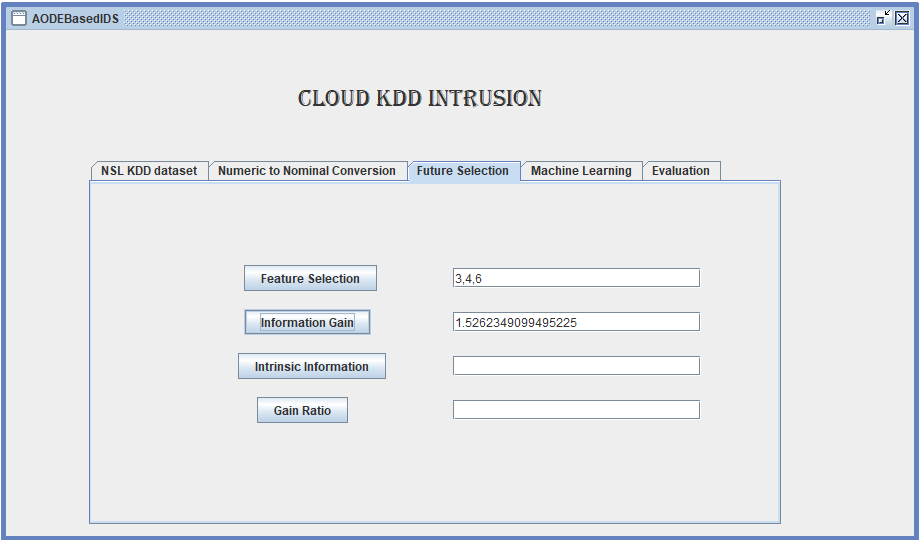 AODEBasedIDS
CLOUD KDD INTRUSION
NSL KDD dataset Numeric to Nominal Conversion Future Selection Machine Learning Evaluation
Feature Selection 3,4,6
Information Gain 1.5262349099495225
Intrinsic Information
Gain Ratio